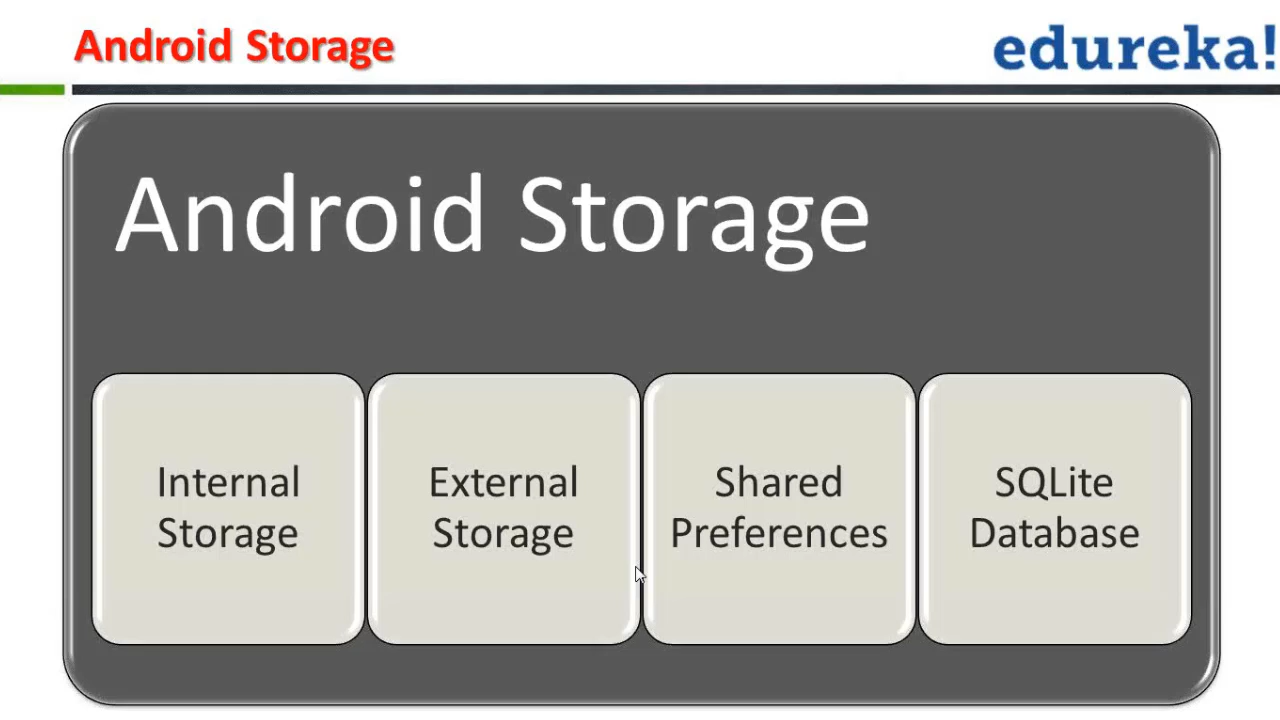 Android Storage
edureka!
Android Storage
Internal
Storage
External
Storage
Shared
Preferences
SQLite
Database